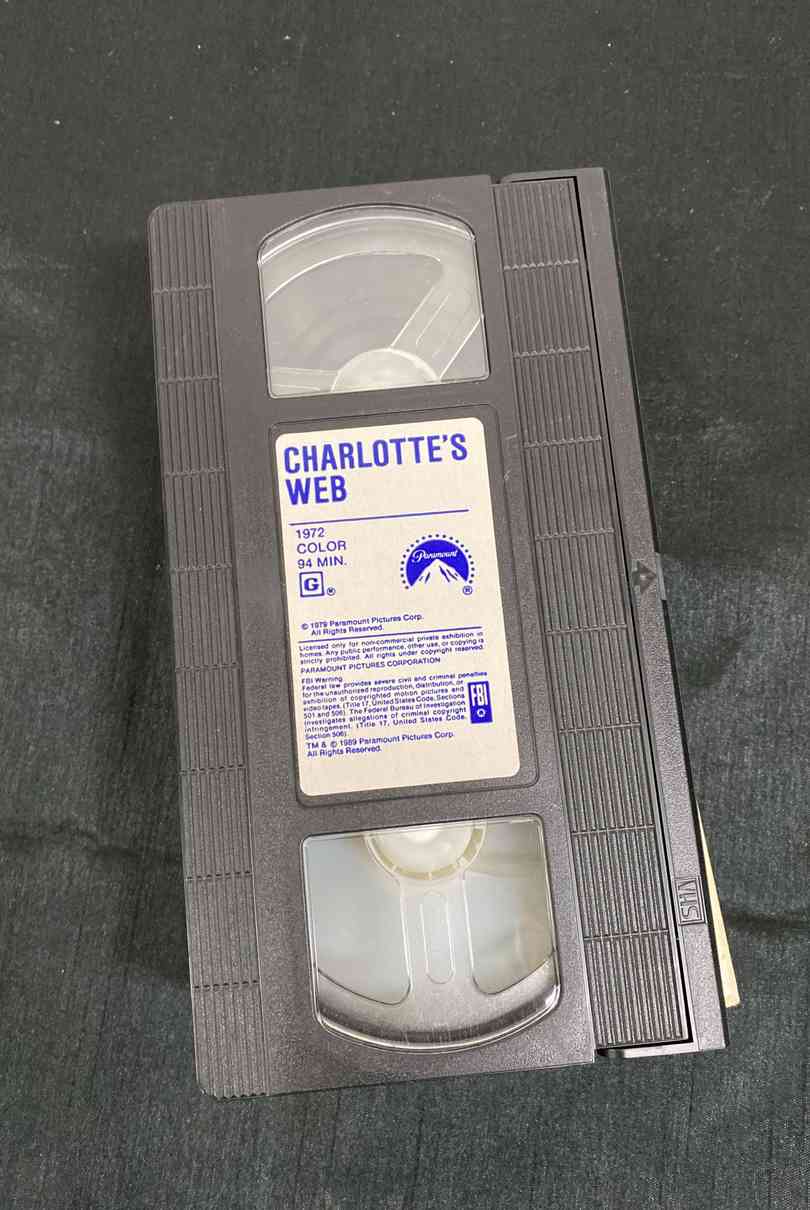 CHARLOTTE'S
WEB
1972
COLOR
94 MIN.
G ®
Paramount
®
© 1979 Paramount Pictures Corp.
All Rights Reserved.
Licensed only for non-commercial private exhibition in
homes. Any public performance, other use, or copying is
strictly prohibited. All rights under copyright reserved.
PARAMOUNT PICTURES CORPORATION
FBI Warning
Federal law provides severe civil and criminal penalties
for the unauthorized reproduction, distribution, or
exhibition of copyrighted motion pictures and
video tapes. (Title 17, United States Code, Sections
501 and 506). The Federal Bureau of Investigation
investigates allegations of criminal copyright
infringement. (Title 17, United States Code,
Section 506).
FBI
TM & © 1989 Paramount Pictures Corp.
All Rights Reserved.
VHS